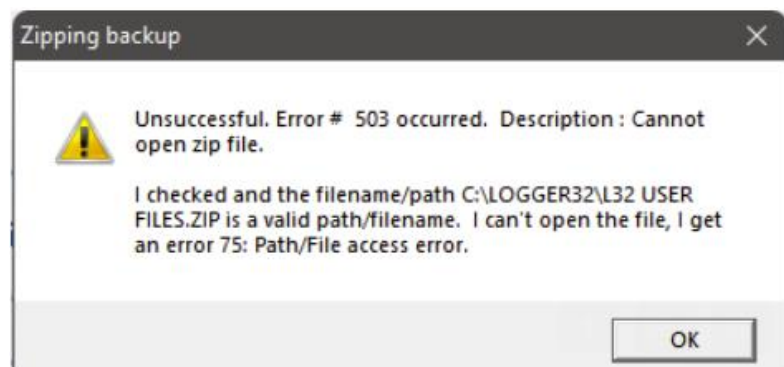 Zipping backup
Unsuccessful. Error #  503 occurred.  Description : Cannot
open zip file.
I checked and the filename/path C:\LOGGER32\L32 USER
FILES.ZIP is a valid path/filename.  I can't open the file, I get
an error 75: Path/File access error.
OK